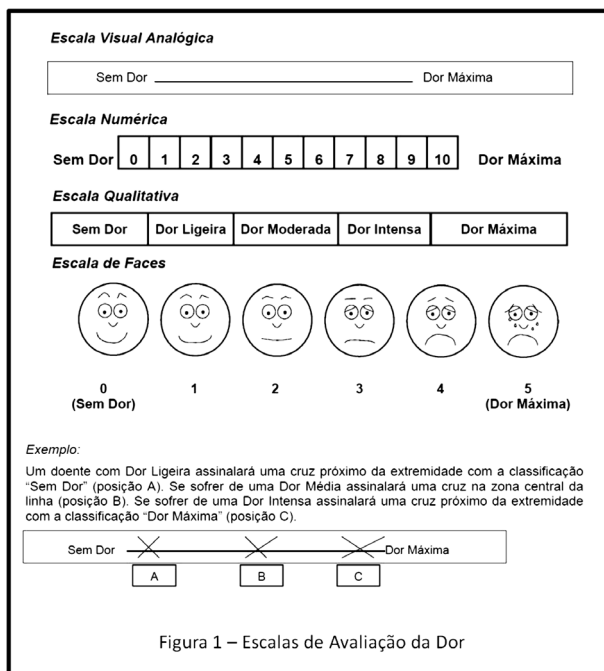 Escala Visual Analógica
Sem Dor Dor Máxima
Escala Numérica
Sem Dor 0 1 2 3 4 5 6 7 8 9 10 Dor Máxima
Escala Qualitativa
Sem Dor Dor Ligeira Dor Moderada Dor Intensa Dor Máxima
Escala de Faces
0 1 2 3 4 5
(Sem Dor) (Dor Máxima)
Exemplo:
Um doente com Dor Ligeira assinalará uma cruz próximo da extremidade com a classificação
“Sem Dor” (posição A). Se sofrer de uma Dor Média assinalará uma cruz na zona central da
linha (posição B). Se sofrer de uma Dor Intensa assinalará uma cruz próximo da extremidade
com a classificação “Dor Máxima” (posição C).
Sem Dor Dor Máxima
A B C
Figura 1 – Escalas de Avaliação da Dor